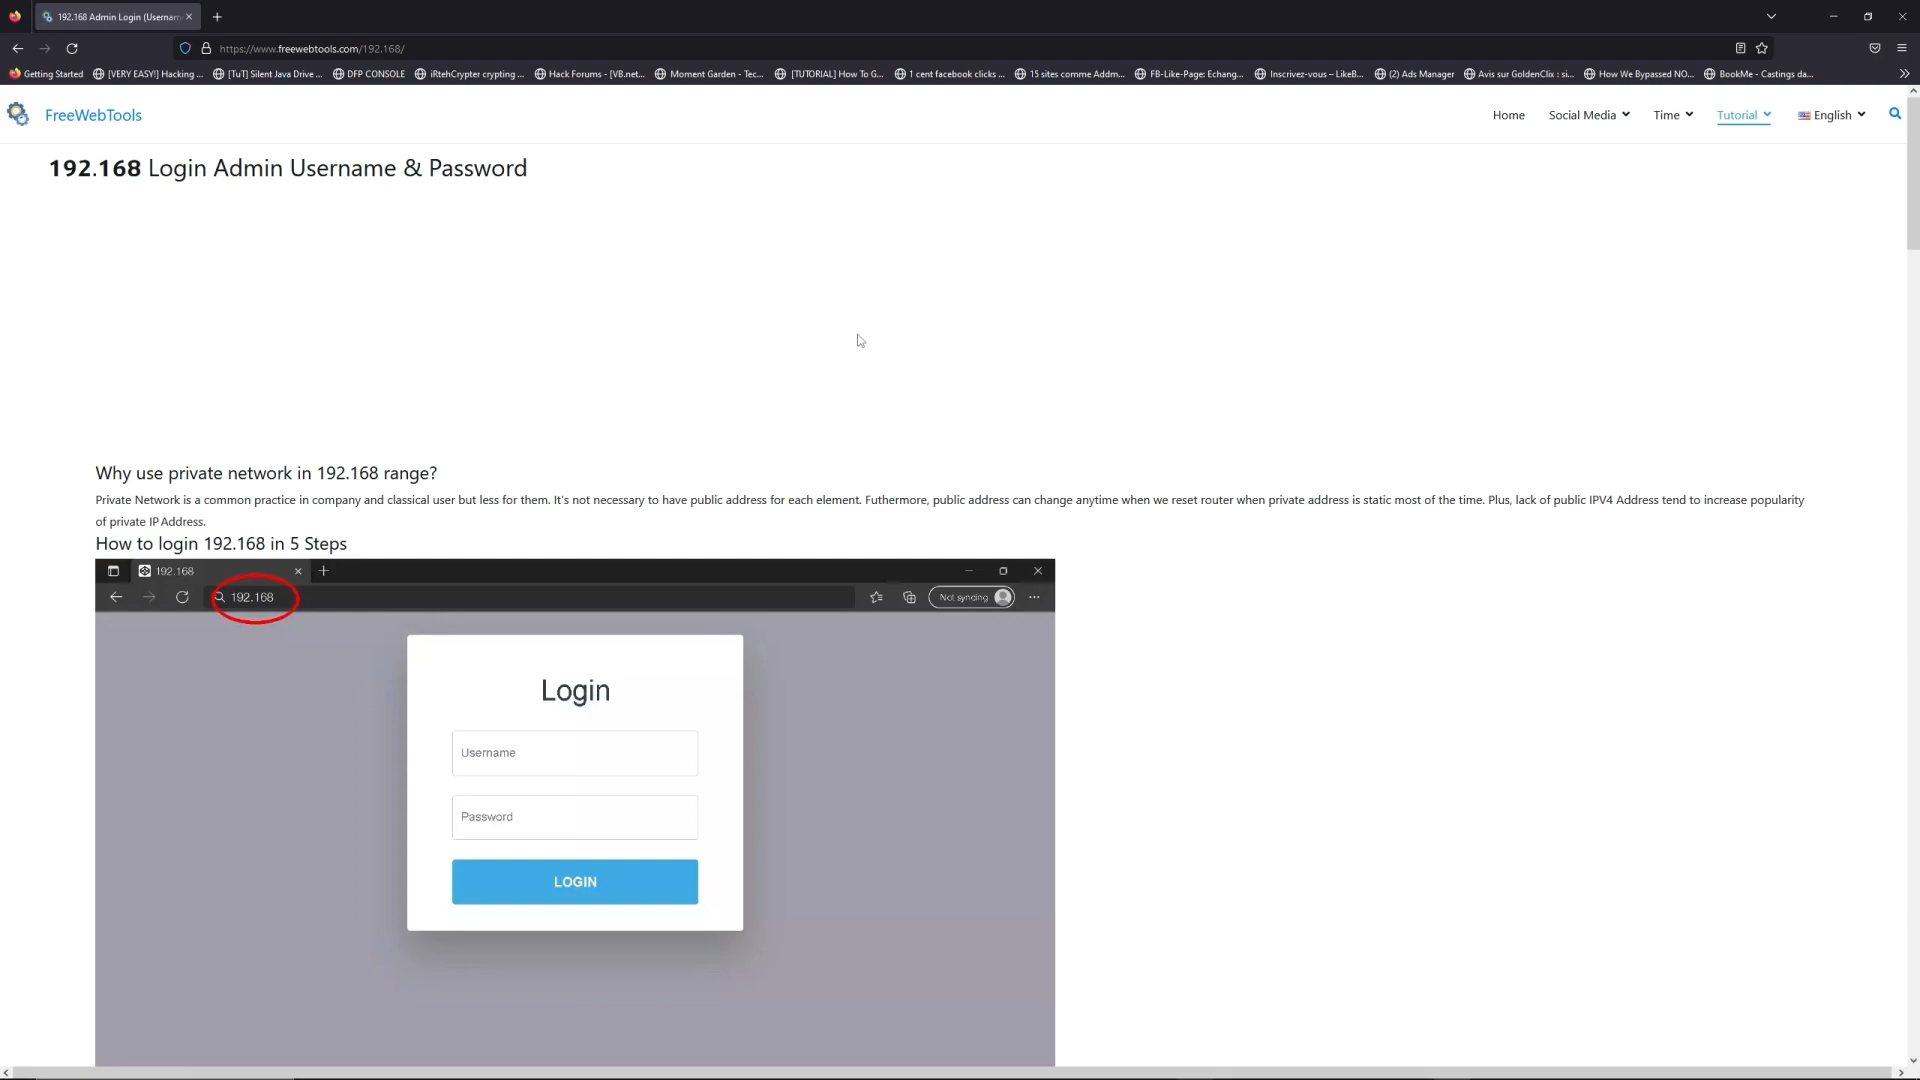 192.168 Admin Login (Usernam
https://www.freewebtools.com/192.168/
Getting Started
[VERY EASY!] Hacking ...
[TuT] Silent Java Drive ...
DFP CONSOLE
iRtehCrypter crypting ...
Hack Forums - [VB.net...
Moment Garden - Tec...
[TUTORIAL] How To G...
1 cent facebook clicks ...
15 sites comme Addm...
FB-Like-Page: Echang...
Inscrivez-vous – LikeB...
(2) Ads Manager
Avis sur GoldenClix : si...
How We Bypassed NO...
BookMe - Castings da...
FreeWebTools
Home
Social Media
Time
Tutorial
English
192.168 Login Admin Username & Password
Why use private network in 192.168 range?
Private Network is a common practice in company and classical user but less for them. It's not necessary to have public address for each element. Futhermore, public address can change anytime when we reset router when private address is static most of the time. Plus, lack of public IPV4 Address tend to increase popularity
of private IP Address.
How to login 192.168 in 5 Steps
192.168
192.168
Not syncing
Login
Username
Password
LOGIN